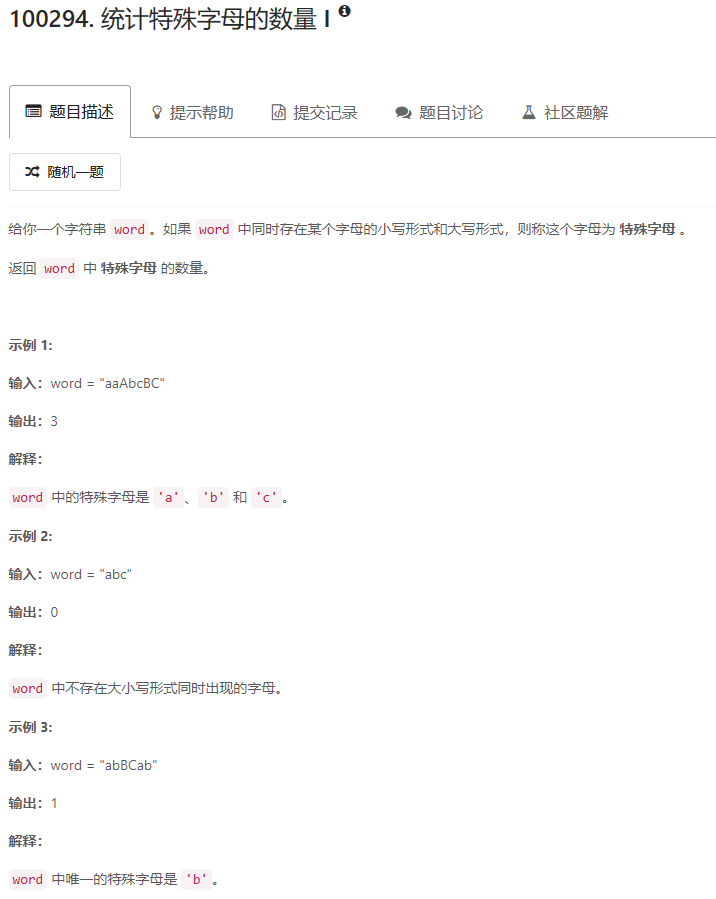 100294. 统计特殊字母的数量 I
题目描述 提示帮助 提交记录 题目讨论 社区题解
随机一题
给你一个字符串 word。如果 word 中同时存在某个字母的小写形式和大写形式，则称这个字母为 特殊字母 。
返回 word 中 特殊字母 的数量。
示例 1:
输入：word = "aaAbcBC"
输出：3
解释：
word 中的特殊字母是 'a'、'b' 和 'c'。
示例 2:
输入：word = "abc"
输出：0
解释：
word 中不存在大小写形式同时出现的字母。
示例 3:
输入：word = "abBCab"
输出：1
解释：
word 中唯一的特殊字母是 'b'。